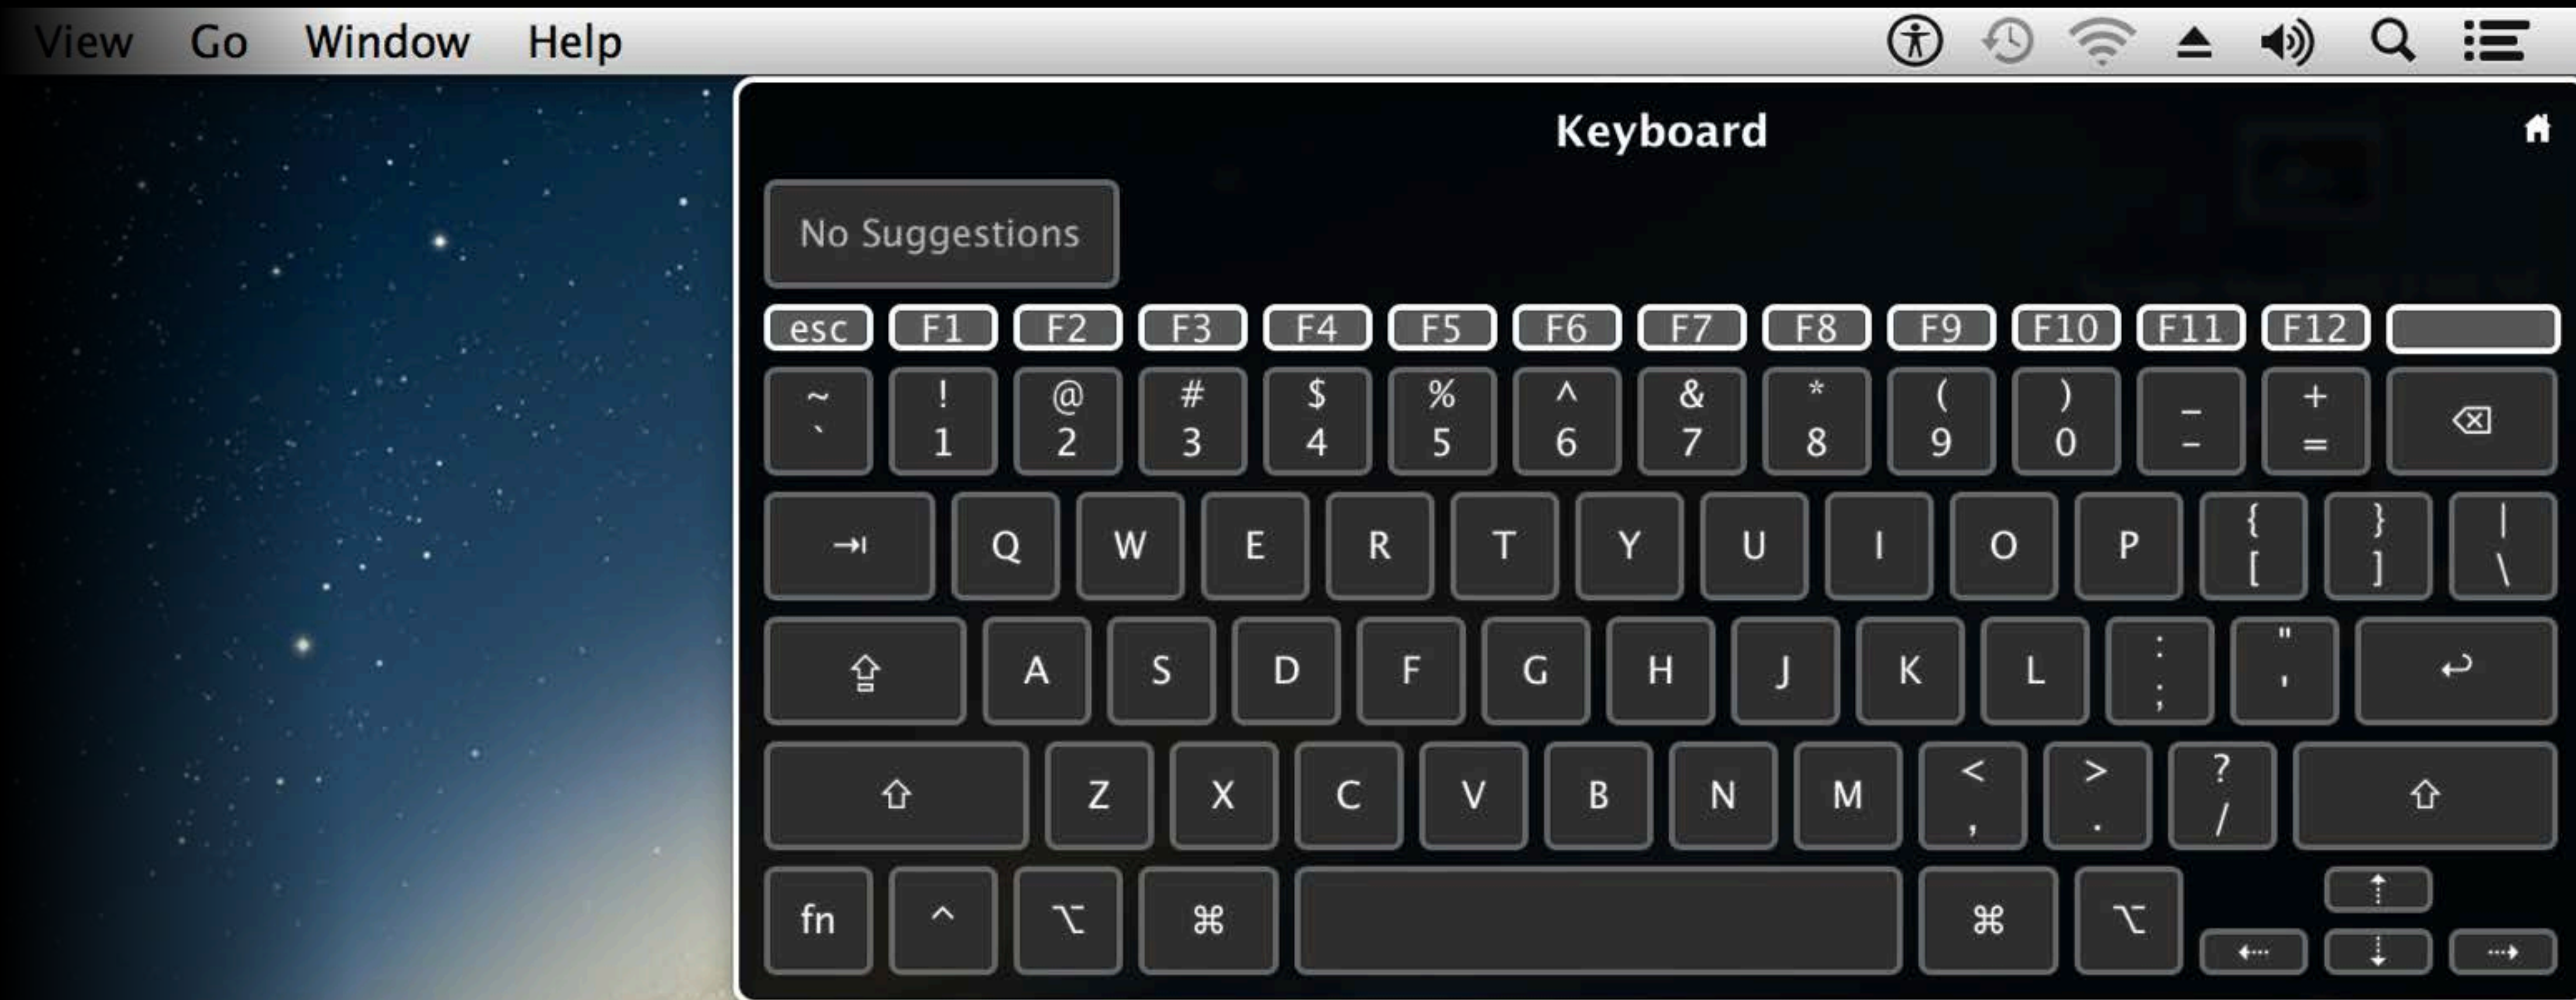 View Go Window Help
Keyboard
No Suggestions
esc F1 F2 F3 F4 F5 F6 F7 F8 F9 F10 F11 F12
~ ! @ # $ % ^ & * ( ) _ +
` 1 2 3 4 5 6 7 8 9 0 - =
Q W E R T Y U I O P { } |
[ ] \
A S D F G H J K L : "
; '
Z X C V B N M < > ?
, . /
fn ^ ⌥ ⌘ ⌘ ⌥